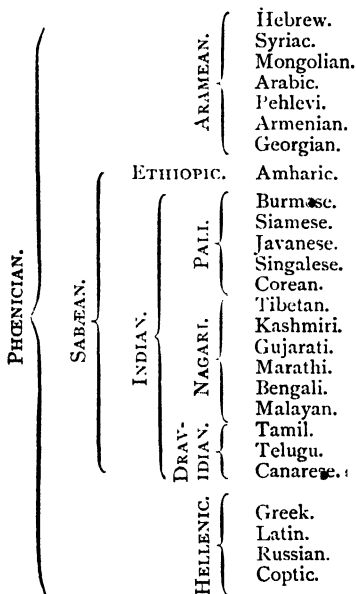 PHŒNICIAN.
ARAMEAN.
Hebrew.
Syriac.
Mongolian.
Arabic.
Pehlevi.
Armenian.
Georgian.
SABÆAN.
ETHIOPIC.
Amharic.
INDIAN.
PALI.
Burmese.
Siamese.
Javanese.
Singalese.
Corean.
NAGARI.
Tibetan.
Kashmiri.
Gujarati.
Marathi.
Bengali.
Malayan.
DRAV-
IDIAN.
Tamil.
Telugu.
Canarese.
HELLENIC.
Greek.
Latin.
Russian.
Coptic.